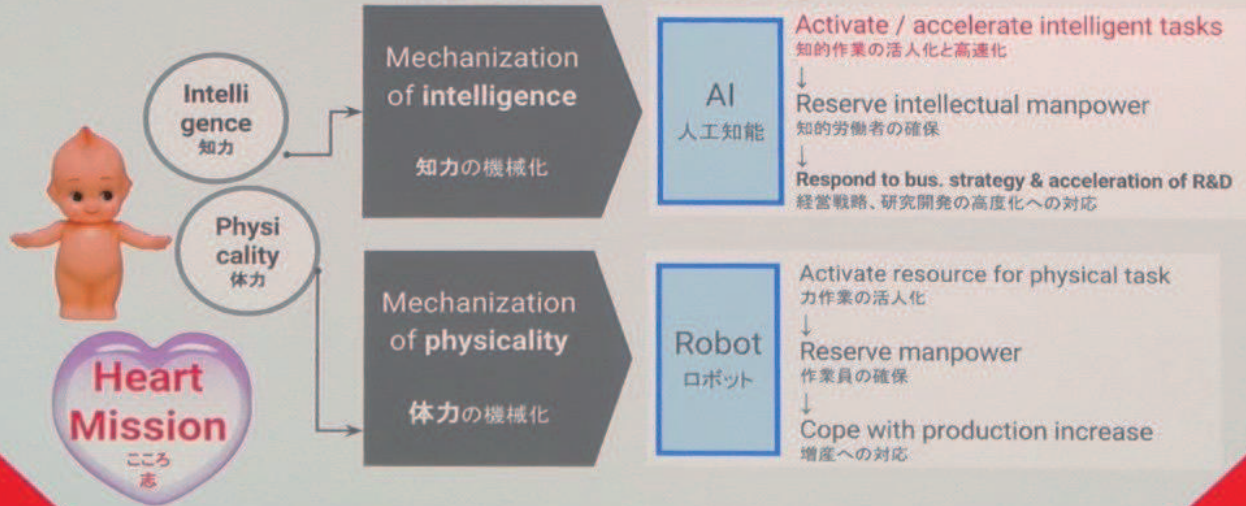 Intelli
gence
知力
Physi
cality
体力
Heart
Mission
こころ
志
Mechanization
of intelligence
知力の機械化
AI
人工知能
Activate / accelerate intelligent tasks
知的作業の活人化と高速化
↓
Reserve intellectual manpower
知的労働者の確保
↓
Respond to bus. strategy & acceleration of R&D
経営戦略、研究開発の高度化への対応
Mechanization
of physicality
体力の機械化
Robot
ロボット
Activate resource for physical task
力作業の活人化
↓
Reserve manpower
作業員の確保
↓
Cope with production increase
増産への対応